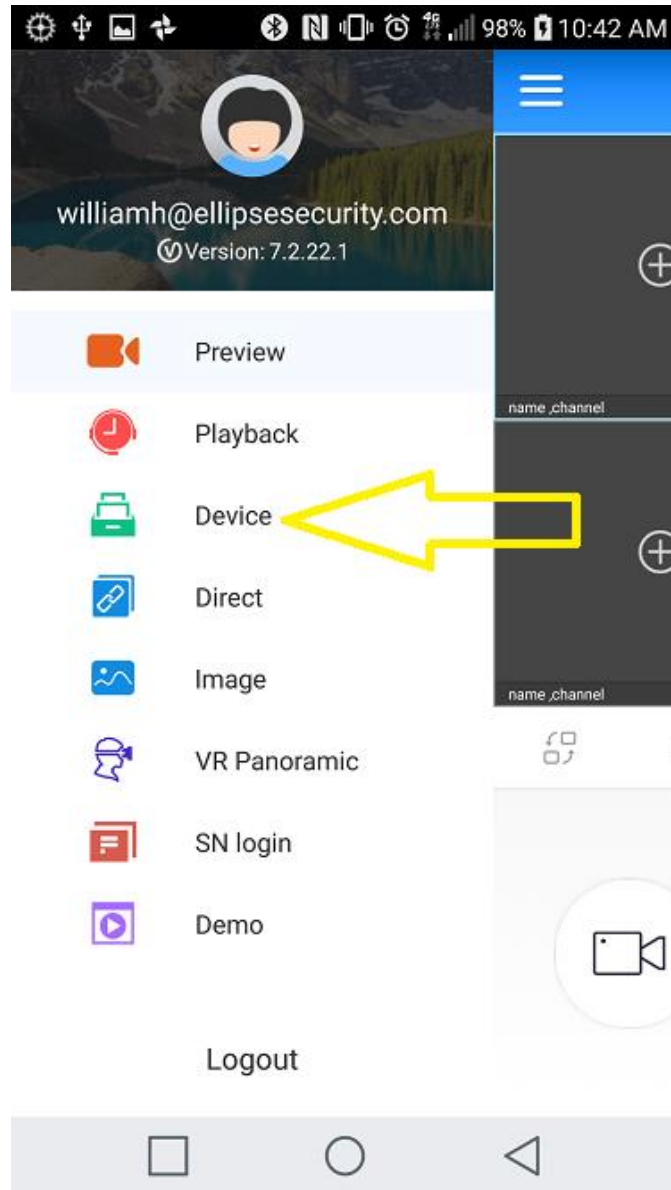 4G
98% 10:42 AM
williamh@ellipsesecurity.com
Version: 7.2.22.1
Preview
name ,channel
Playback
Device
Direct
Image
name ,channel
VR Panoramic
SN login
Demo
Logout